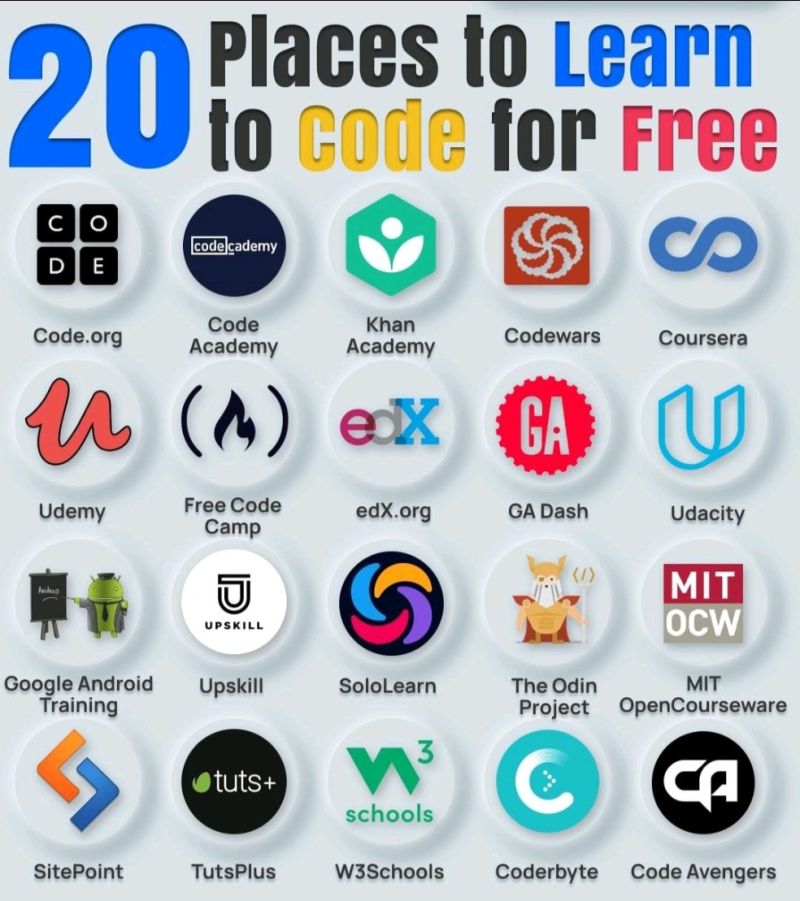 20 Places to Learn
to Code for Free
C O
D E
codecademy
Code.org
Code
Academy
Khan
Academy
Codewars
Coursera
edX
GA
Udemy
Free Code
Camp
edX.org
GA Dash
Udacity
Android
UPSKILL
MIT
OCW
Google Android
Training
Upskill
SoloLearn
The Odin
Project
MIT
OpenCourseware
tuts+
W3
schools
CA
SitePoint
TutsPlus
W3Schools
Coderbyte
Code Avengers